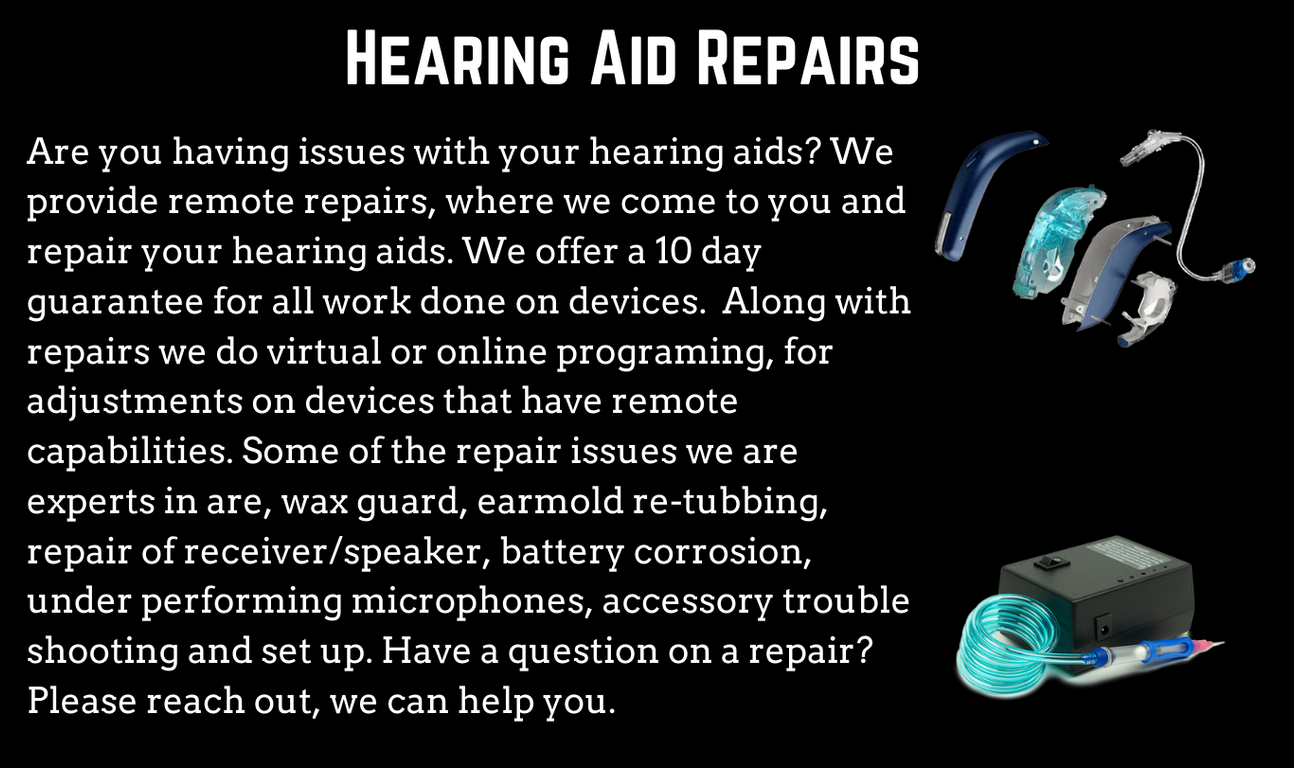 Hearing Aid Repairs
Are you having issues with your hearing aids? We
provide remote repairs, where we come to you and
repair your hearing aids. We offer a 10 day
guarantee for all work done on devices.  Along with
repairs we do virtual or online programing, for
adjustments on devices that have remote
capabilities. Some of the repair issues we are
experts in are, wax guard, earmold re-tubbing,
repair of receiver/speaker, battery corrosion,
under performing microphones, accessory trouble
shooting and set up. Have a question on a repair?
Please reach out, we can help you.